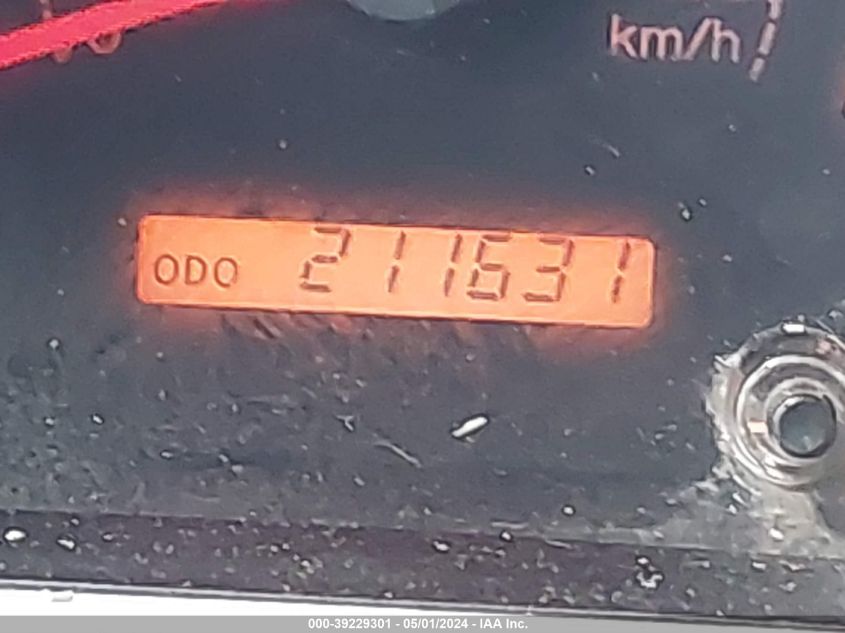 km/h
ODO 211631
000-39229301 - 05/01/2024 - IAA Inc.